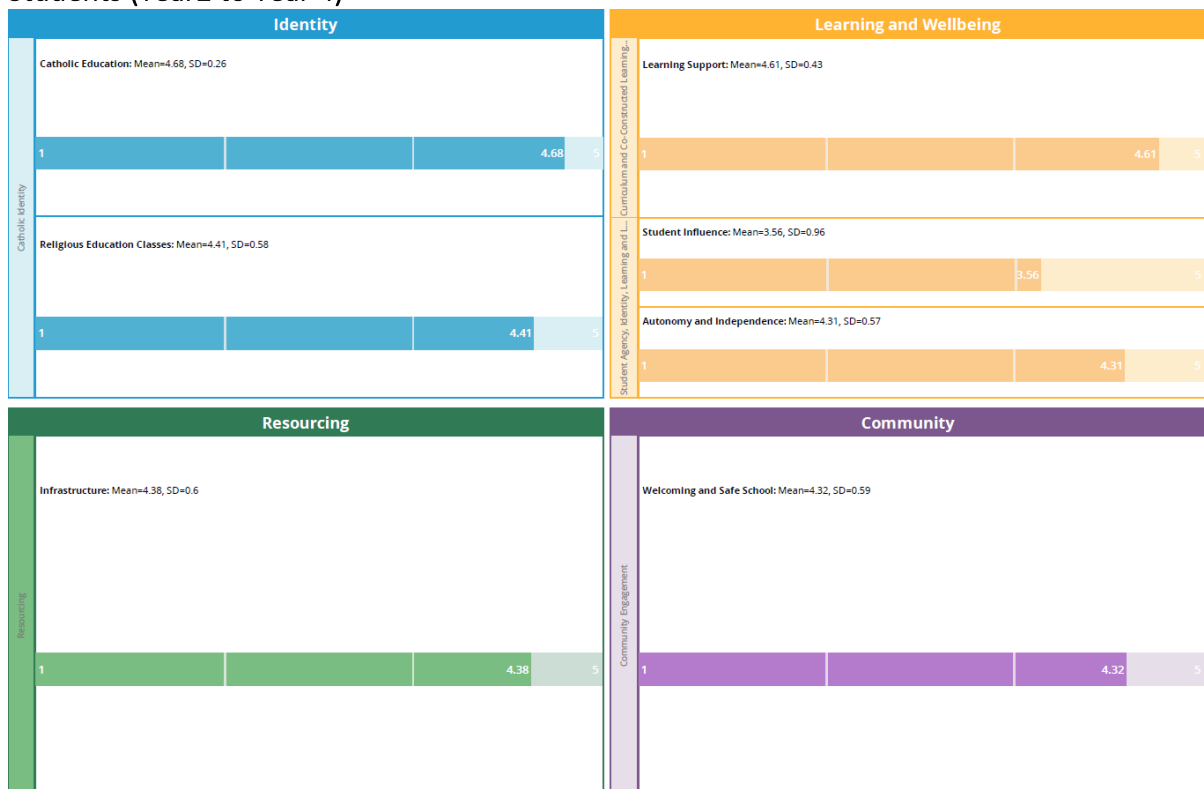 Students (Year2 to Year 4)
Identity
Catholic Identity
Catholic Education: Mean=4.68, SD=0.26
1 4.68 5
Religious Education Classes: Mean=4.41, SD=0.58
1 4.41 5
Learning and Wellbeing
Curriculum and Co-Constructed Learning...
Learning Support: Mean=4.61, SD=0.43
1 4.61 5
Student Agency, Identity, Learning and L...
Student Influence: Mean=3.56, SD=0.96
1 3.56 5
Autonomy and Independence: Mean=4.31, SD=0.57
1 4.31 5
Resourcing
Resourcing
Infrastructure: Mean=4.38, SD=0.6
1 4.38 5
Community
Community Engagement
Welcoming and Safe School: Mean=4.32, SD=0.59
1 4.32 5